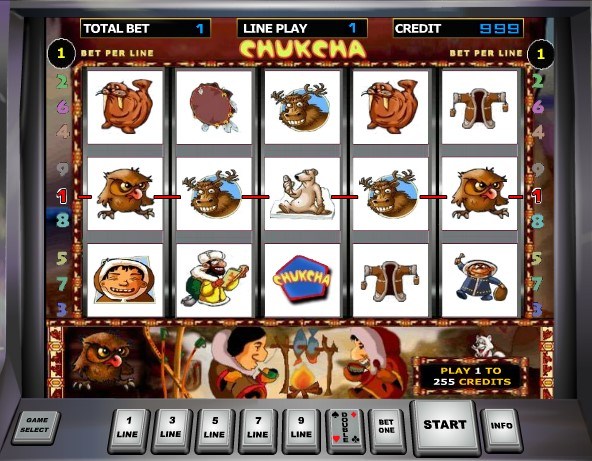 TOTAL BET 1 LINE PLAY 1 CREDIT 999
1 BET PER LINE CHUKCHA BET PER LINE 1
2 2
6 6
4 4
9 9
1 1
8 8
5 CHUKCHA 5
7 7
3 3
PLAY 1 TO
255 CREDITS
GAME
SELECT
1
LINE
3
LINE
5
LINE
7
LINE
9
LINE
DOUBLE
BET
ONE
START
INFO